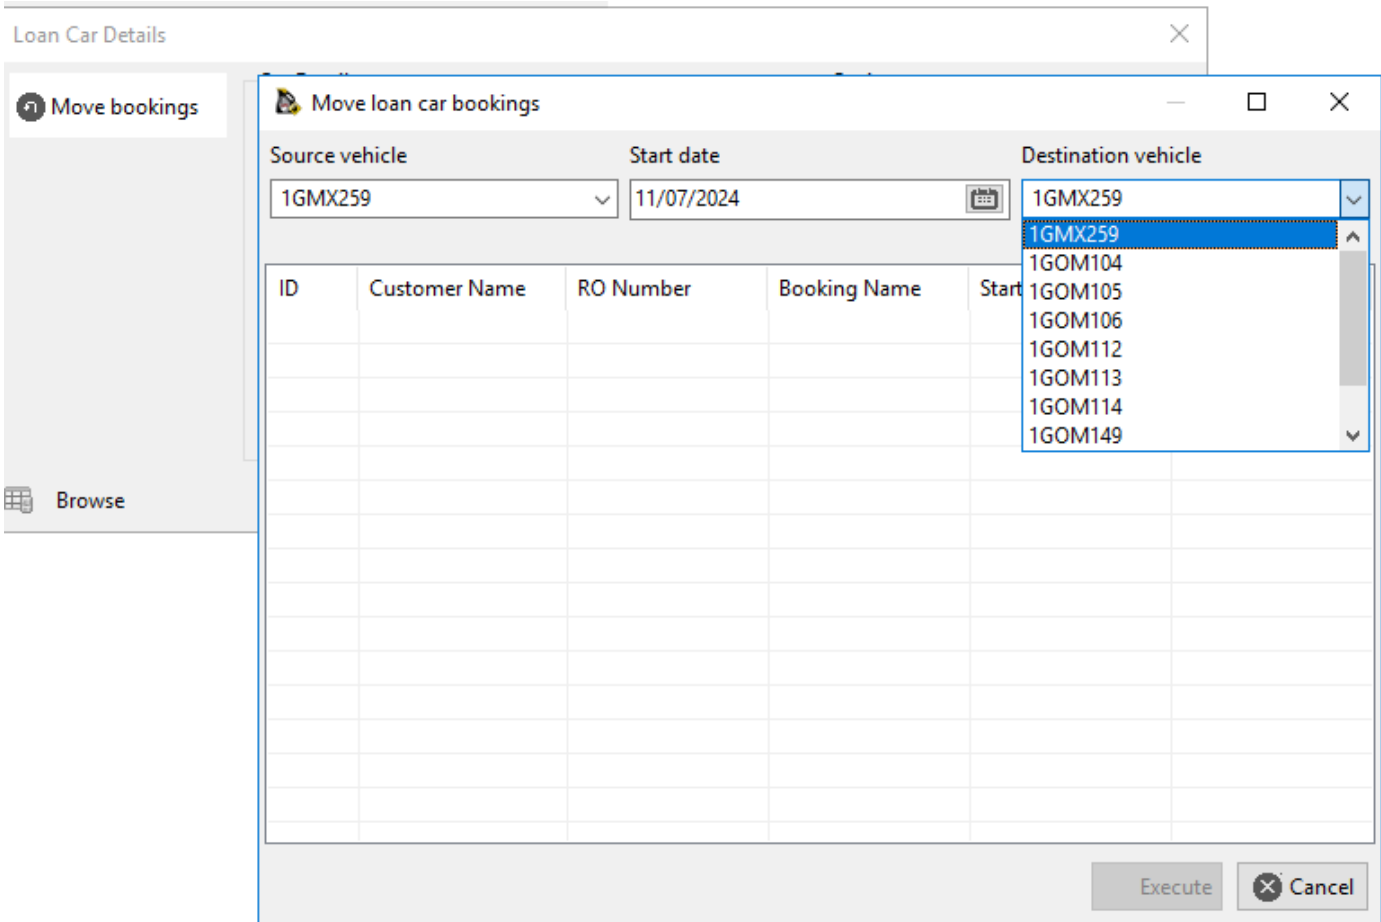 Loan Car Details
Move bookings
Move loan car bookings
Source vehicle Start date Destination vehicle
1GMX259 11/07/2024 1GMX259
1GMX259
1GOM104
ID Customer Name RO Number Booking Name Start 1GOM105
1GOM106
1GOM112
1GOM113
1GOM114
1GOM149
Browse
Execute Cancel